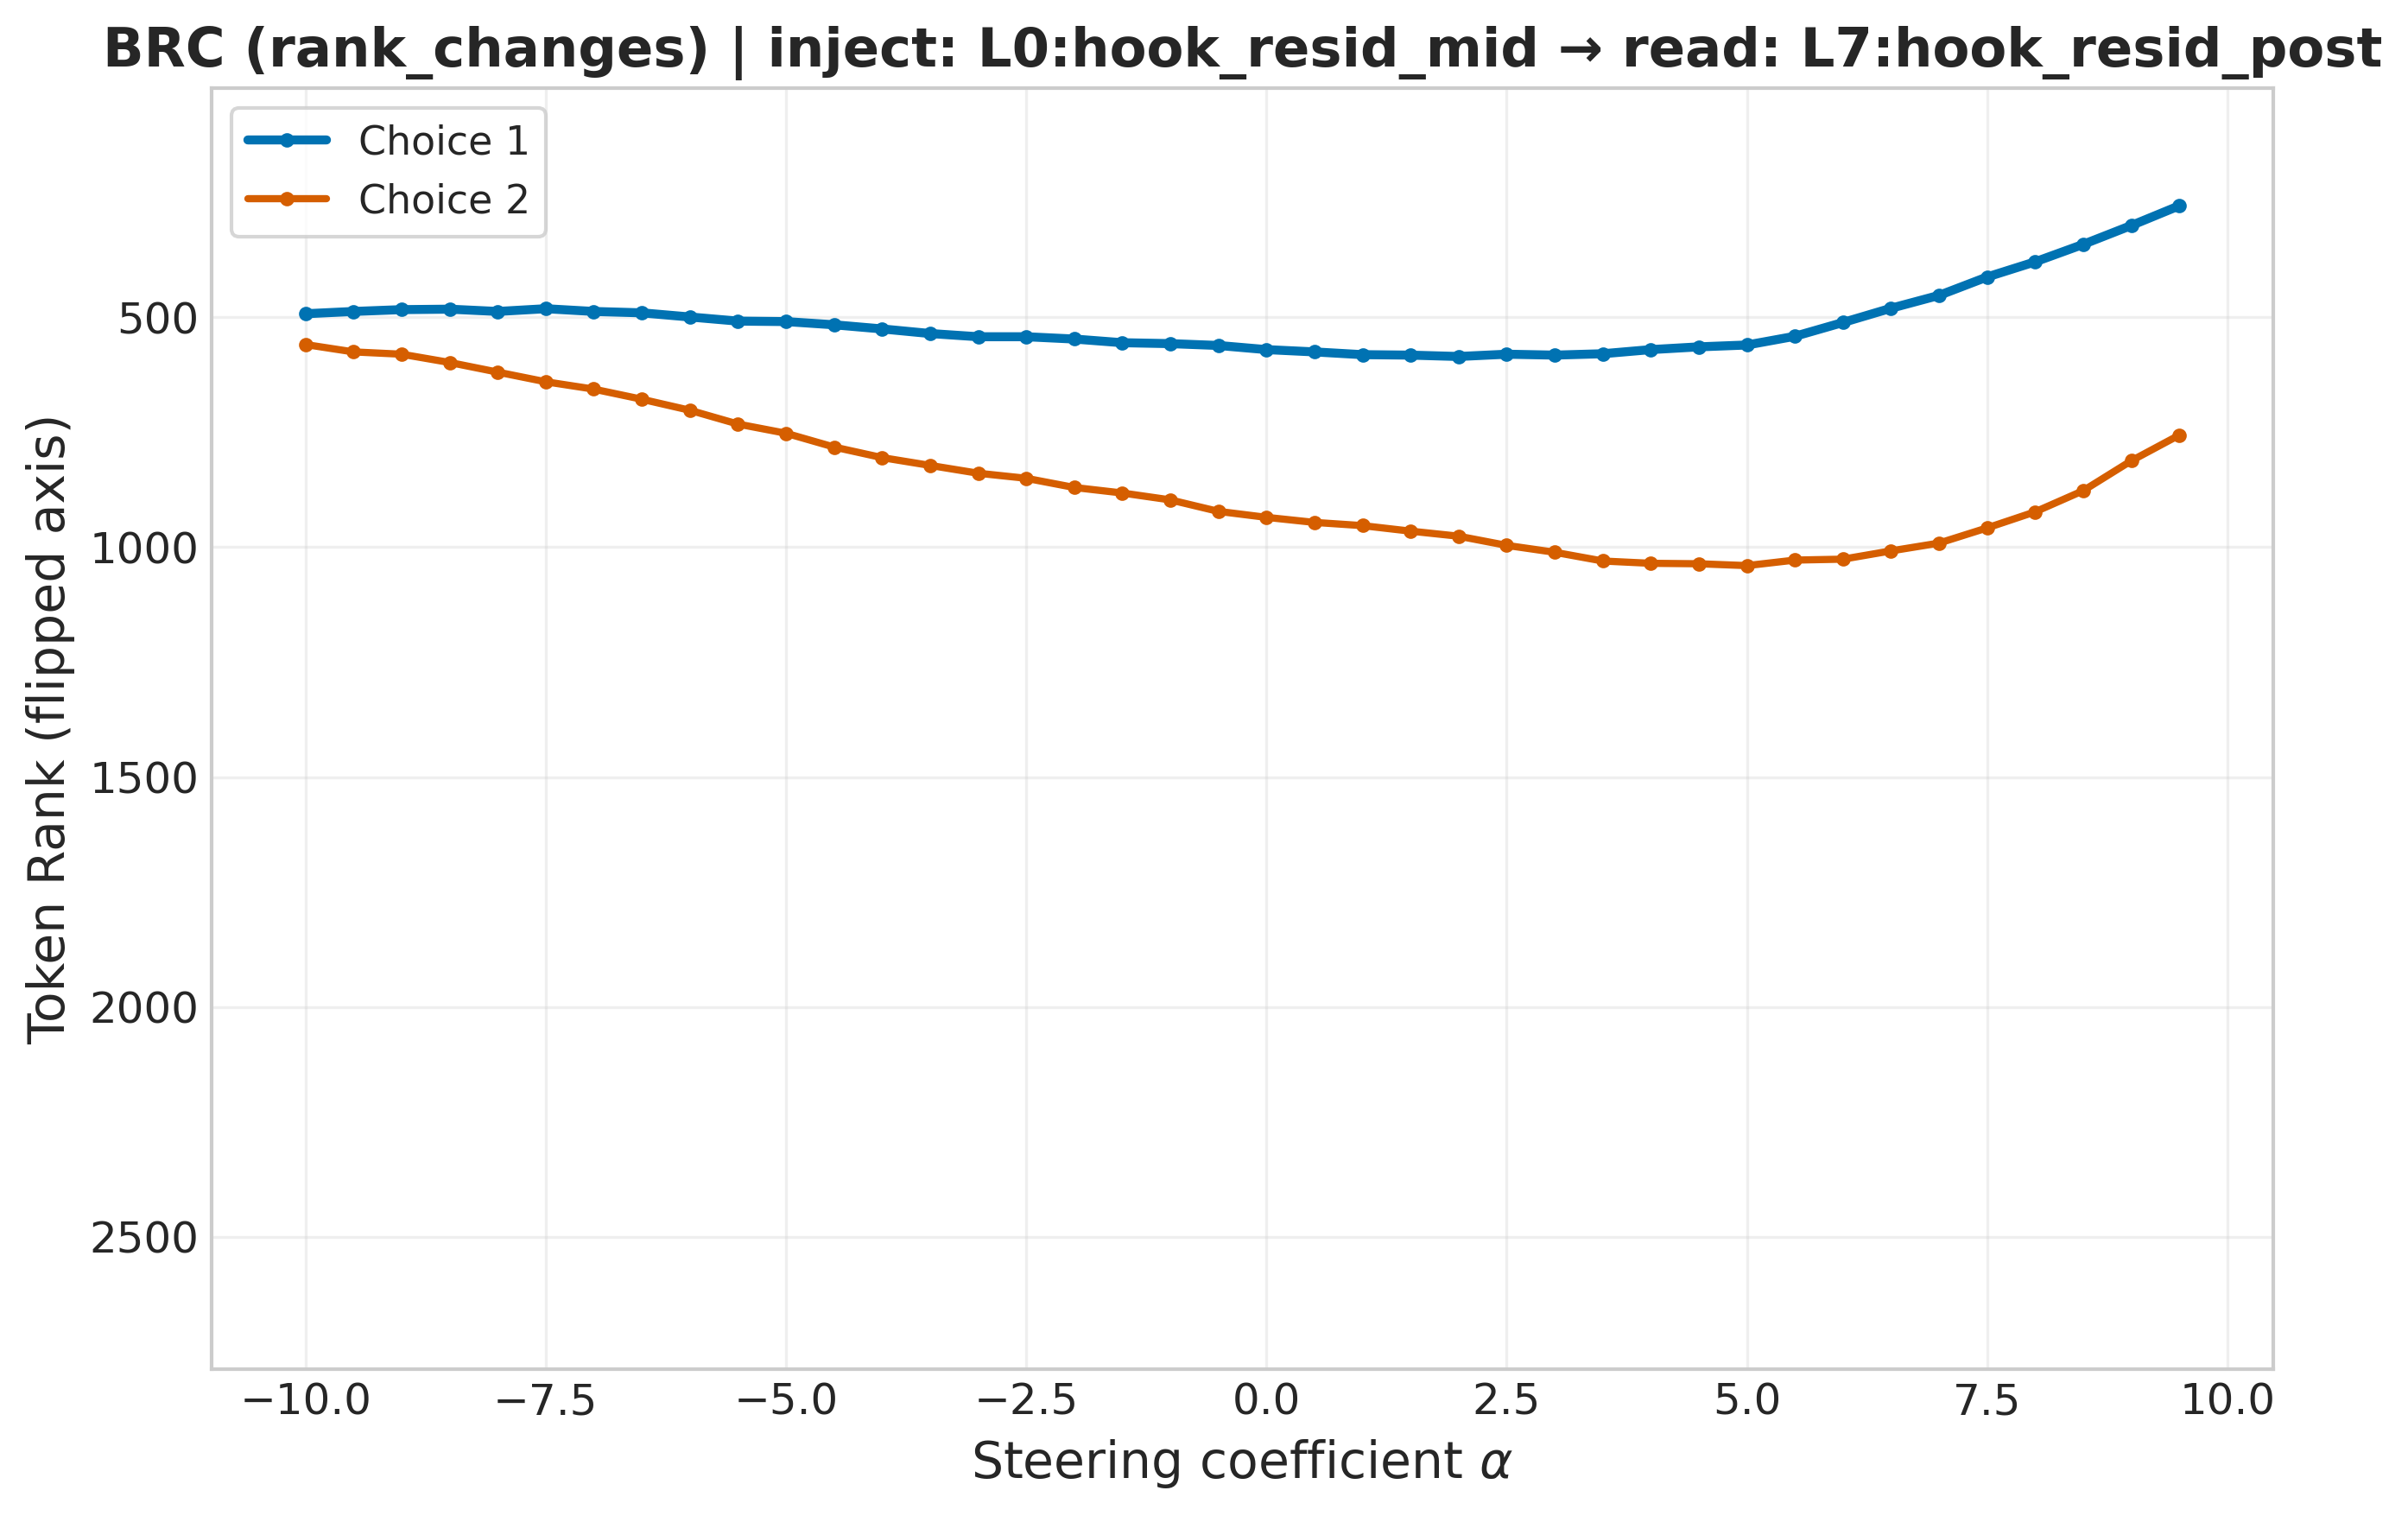 BRC (rank_changes) | inject: L0:hook_resid_mid → read: L7:hook_resid_post
Choice 1
Choice 2
Token Rank (flipped axis)
500
1000
1500
2000
2500
−10.0 −7.5 −5.0 −2.5 0.0 2.5 5.0 7.5 10.0
Steering coefficient α